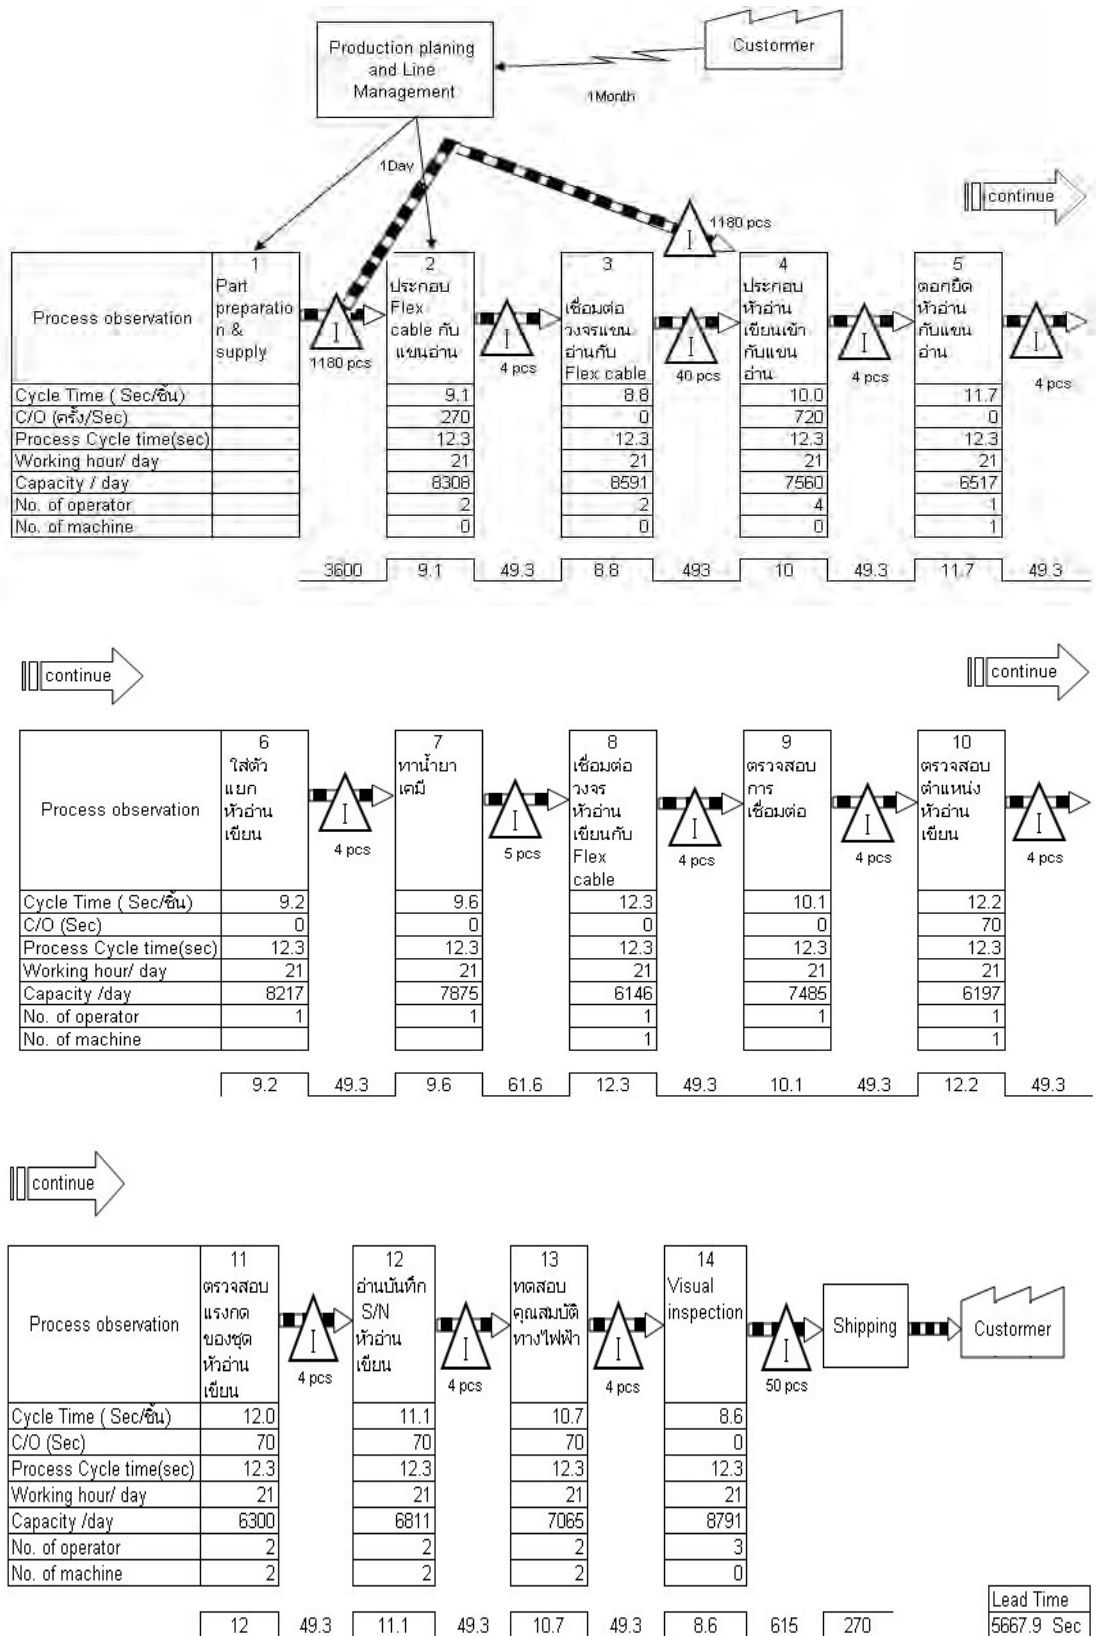 Production planing
and Line
Management
Custormer
1Month
1Day
continue
1180 pcs
Process observation
1
Part
preparatio
n &
supply
1180 pcs
2
ประกอบ
Flex
cable กับ
แขนอ่าน
4 pcs
3
เชื่อมต่อ
วงจรแขน
อ่านกับ
Flex cable
40 pcs
4
ประกอบ
หัวอ่าน
เขียนเข้า
กับแขน
อ่าน
4 pcs
5
ตอกยึด
หัวอ่าน
กับแขน
อ่าน
4 pcs
Cycle Time ( Sec/ชิ้น) 9.1 8.8 10.0 11.7
C/O (ครั้ง/Sec) 270 0 720 0
Process Cycle time(sec) 12.3 12.3 12.3 12.3
Working hour/ day 21 21 21 21
Capacity / day 8308 8591 7560 6517
No. of operator 2 2 4 1
No. of machine 0 0 0 1
3600 9.1 49.3 8.8 493 10 49.3 11.7 49.3
continue
continue
Process observation
6
ใส่ตัว
แยก
หัวอ่าน
เขียน
4 pcs
7
ทาน้ำยา
เคมี
5 pcs
8
เชื่อมต่อ
วงจร
หัวอ่าน
เขียนกับ
Flex
cable
4 pcs
9
ตรวจสอบ
การ
เชื่อมต่อ
4 pcs
10
ตรวจสอบ
ตำแหน่ง
หัวอ่าน
เขียน
4 pcs
Cycle Time ( Sec/ชิ้น) 9.2 9.6 12.3 10.1 12.2
C/O (Sec) 0 0 0 0 70
Process Cycle time(sec) 12.3 12.3 12.3 12.3 12.3
Working hour/ day 21 21 21 21 21
Capacity /day 8217 7875 6146 7485 6197
No. of operator 1 1 1 1 1
No. of machine 1 1
9.2 49.3 9.6 61.6 12.3 49.3 10.1 49.3 12.2 49.3
continue
Process observation
11
ตรวจสอบ
แรงกด
ของชุด
หัวอ่าน
เขียน
4 pcs
12
อ่านบันทึก
S/N
หัวอ่าน
เขียน
4 pcs
13
ทดสอบ
คุณสมบัติ
ทางไฟฟ้า
4 pcs
14
Visual
inspection
50 pcs
Shipping
Custormer
Cycle Time ( Sec/ชิ้น) 12.0 11.1 10.7 8.6
C/O (Sec) 70 70 70 0
Process Cycle time(sec) 12.3 12.3 12.3 12.3
Working hour/ day 21 21 21 21
Capacity /day 6300 6811 7065 8791
No. of operator 2 2 2 3
No. of machine 2 2 2 0
12 49.3 11.1 49.3 10.7 49.3 8.6 615 270
Lead Time
5667.9 Sec